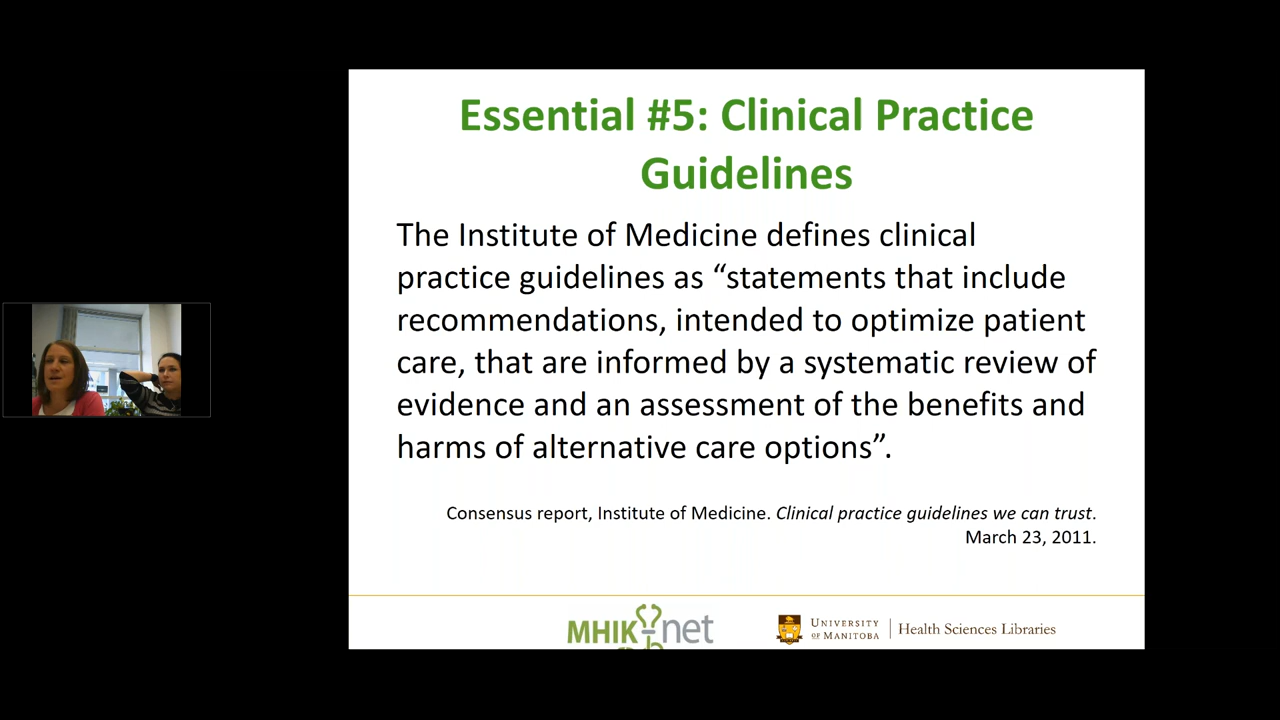 Essential #5: Clinical Practice
Guidelines
The Institute of Medicine defines clinical
practice guidelines as “statements that include
recommendations, intended to optimize patient
care, that are informed by a systematic review of
evidence and an assessment of the benefits and
harms of alternative care options”.
Consensus report, Institute of Medicine. Clinical practice guidelines we can trust.
March 23, 2011.
MHIKnet
UNIVERSITY
OF MANITOBA
Health Sciences Libraries